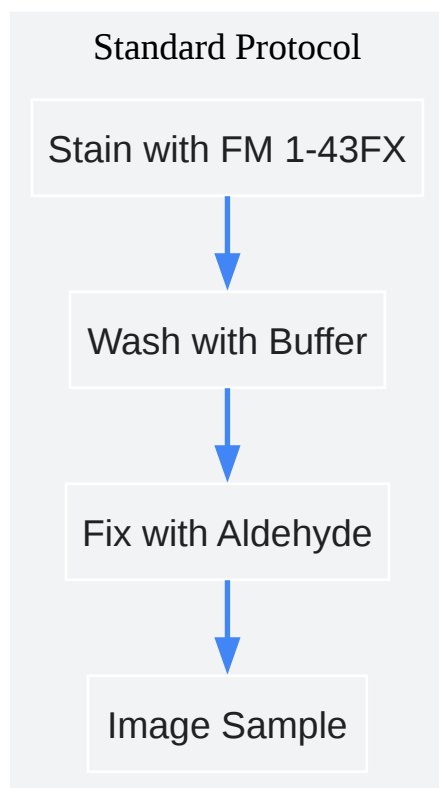 Standard Protocol
Stain with FM 1-43FX
Wash with Buffer
Fix with Aldehyde
Image Sample